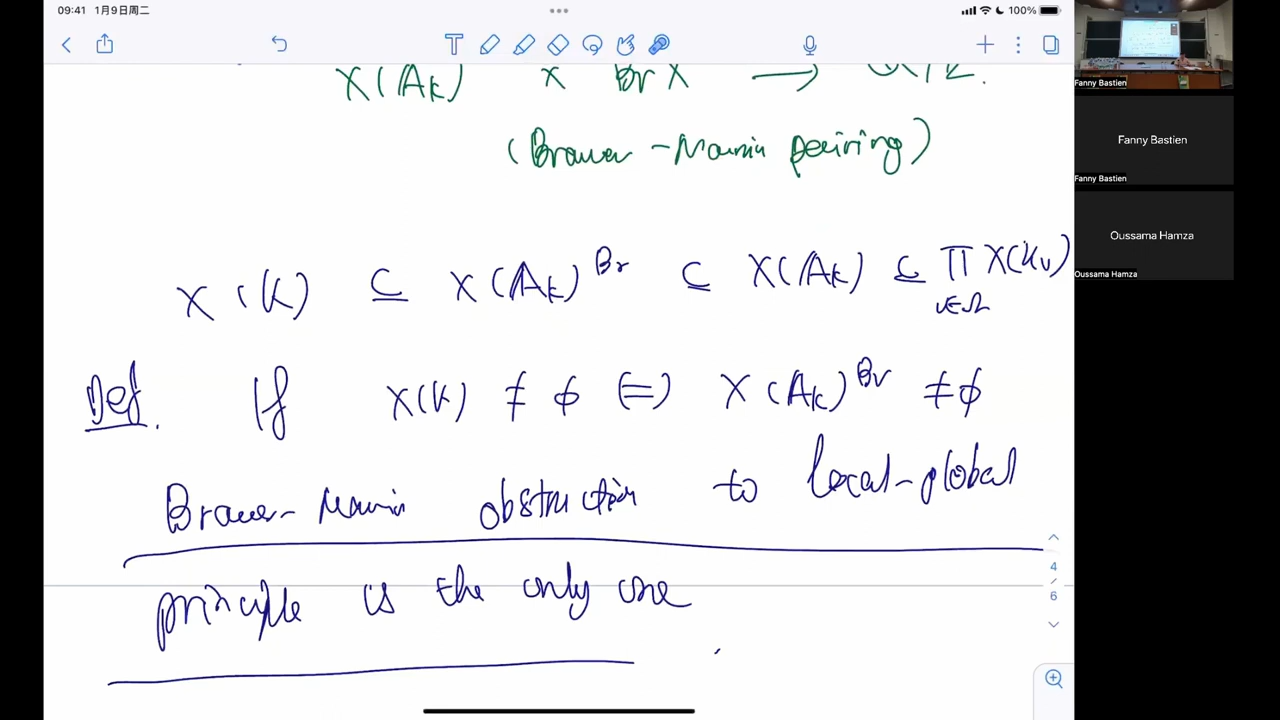 09:41 1月9日周二
100%
X(A_K) × Br X ⟶ Q/Z.
(Brauer-Manin pairing)
X(K) ⊆ X(A_K)^Br ⊆ X(A_K) ⊆ ∏_{v∈Ω} X(K_v)
Def. If X(K) ≠ ∅ (=) X(A_K)^Br ≠ ∅
Brauer-Manin obstruction to local-global
principle is the only one
4
6
Fanny Bastien
Fanny Bastien
Fanny Bastien
Oussama Hamza
Oussama Hamza